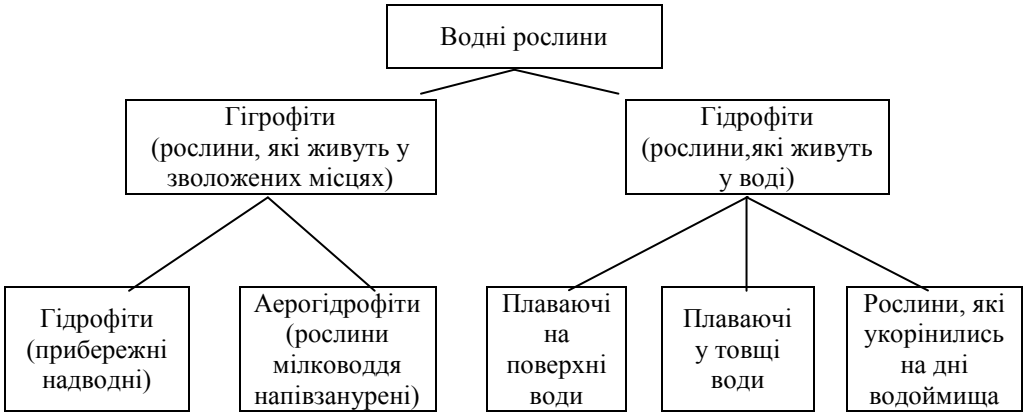 Водні рослини
Гігрофіти
(рослини, які живуть у
зволожених місцях)
Гідрофіти
(рослини,які живуть
у воді)
Гідрофіти
(прибережні
надводні)
Аерогідрофіти
(рослини
мілководдя
напівзанурені)
Плаваючі
на
поверхні
води
Плаваючі
у товщі
води
Рослини, які
укорінились
на дні
водоймища